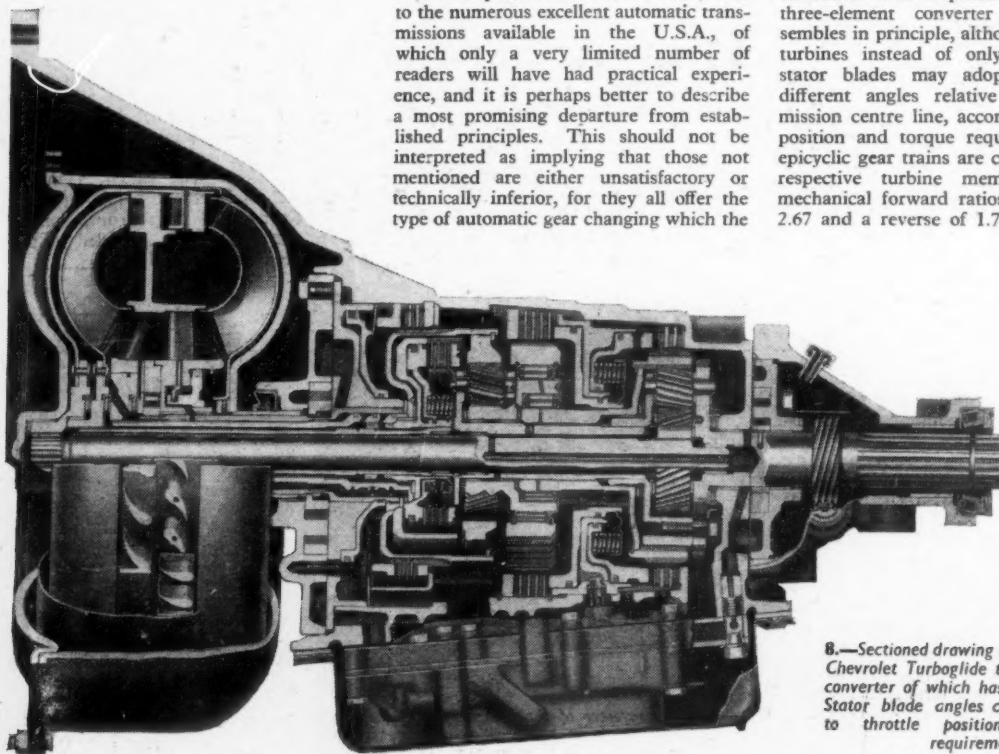 to the numerous excellent automatic trans-
missions available in the U.S.A., of
which only a very limited number of
readers will have had practical experi-
ence, and it is perhaps better to describe
a most promising departure from estab-
lished principles. This should not be
interpreted as implying that those not
mentioned are either unsatisfactory or
technically inferior, for they all offer the
type of automatic gear changing which the
three-element converter
sembles in principle, altho
turbines instead of only
stator blades may adop
different angles relative
mission centre line, accor
position and torque requ
epicyclic gear trains are c
respective turbine mem
mechanical forward ratio
2.67 and a reverse of 1.7
8.—Sectioned drawing
Chevrolet Turboglide t
converter of which has
Stator blade angles c
to throttle position
requirem